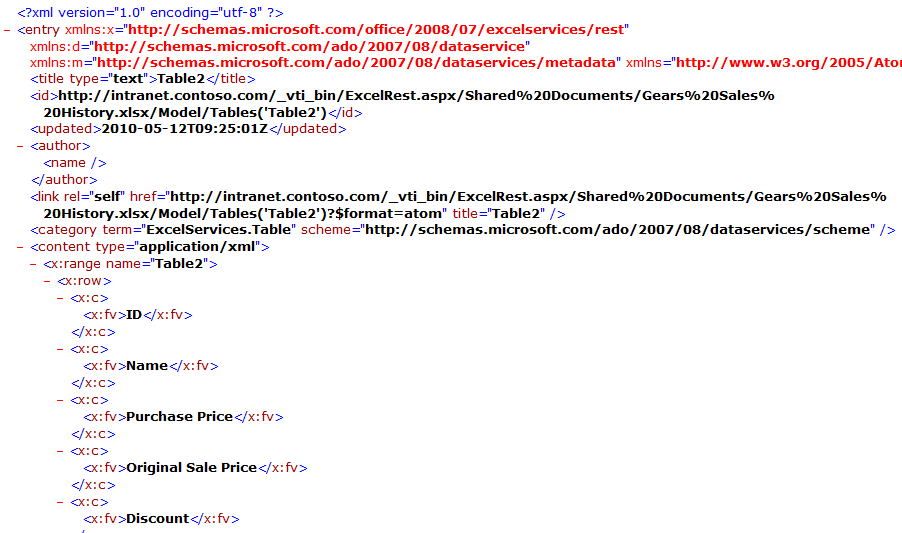 <?xml version="1.0" encoding="utf-8" ?>
- <entry xmlns:x="http://schemas.microsoft.com/office/2008/07/excelservices/rest"
xmlns:d="http://schemas.microsoft.com/ado/2007/08/dataservice"
xmlns:m="http://schemas.microsoft.com/ado/2007/08/dataservices/metadata" xmlns="http://www.w3.org/2005/Ato
<title type="text">Table2</title>
<id>http://intranet.contoso.com/_vti_bin/ExcelRest.aspx/Shared%20Documents/Gears%20Sales%
20History.xlsx/Model/Tables('Table2')</id>
<updated>2010-05-12T09:25:01Z</updated>
- <author>
<name />
</author>
<link rel="self" href="http://intranet.contoso.com/_vti_bin/ExcelRest.aspx/Shared%20Documents/Gears%20Sales%
20History.xlsx/Model/Tables('Table2')?$format=atom" title="Table2" />
<category term="ExcelServices.Table" scheme="http://schemas.microsoft.com/ado/2007/08/dataservices/scheme" />
- <content type="application/xml">
- <x:range name="Table2">
- <x:row>
- <x:c>
<x:fv>ID</x:fv>
</x:c>
- <x:c>
<x:fv>Name</x:fv>
</x:c>
- <x:c>
<x:fv>Purchase Price</x:fv>
</x:c>
- <x:c>
<x:fv>Original Sale Price</x:fv>
</x:c>
- <x:c>
<x:fv>Discount</x:fv>